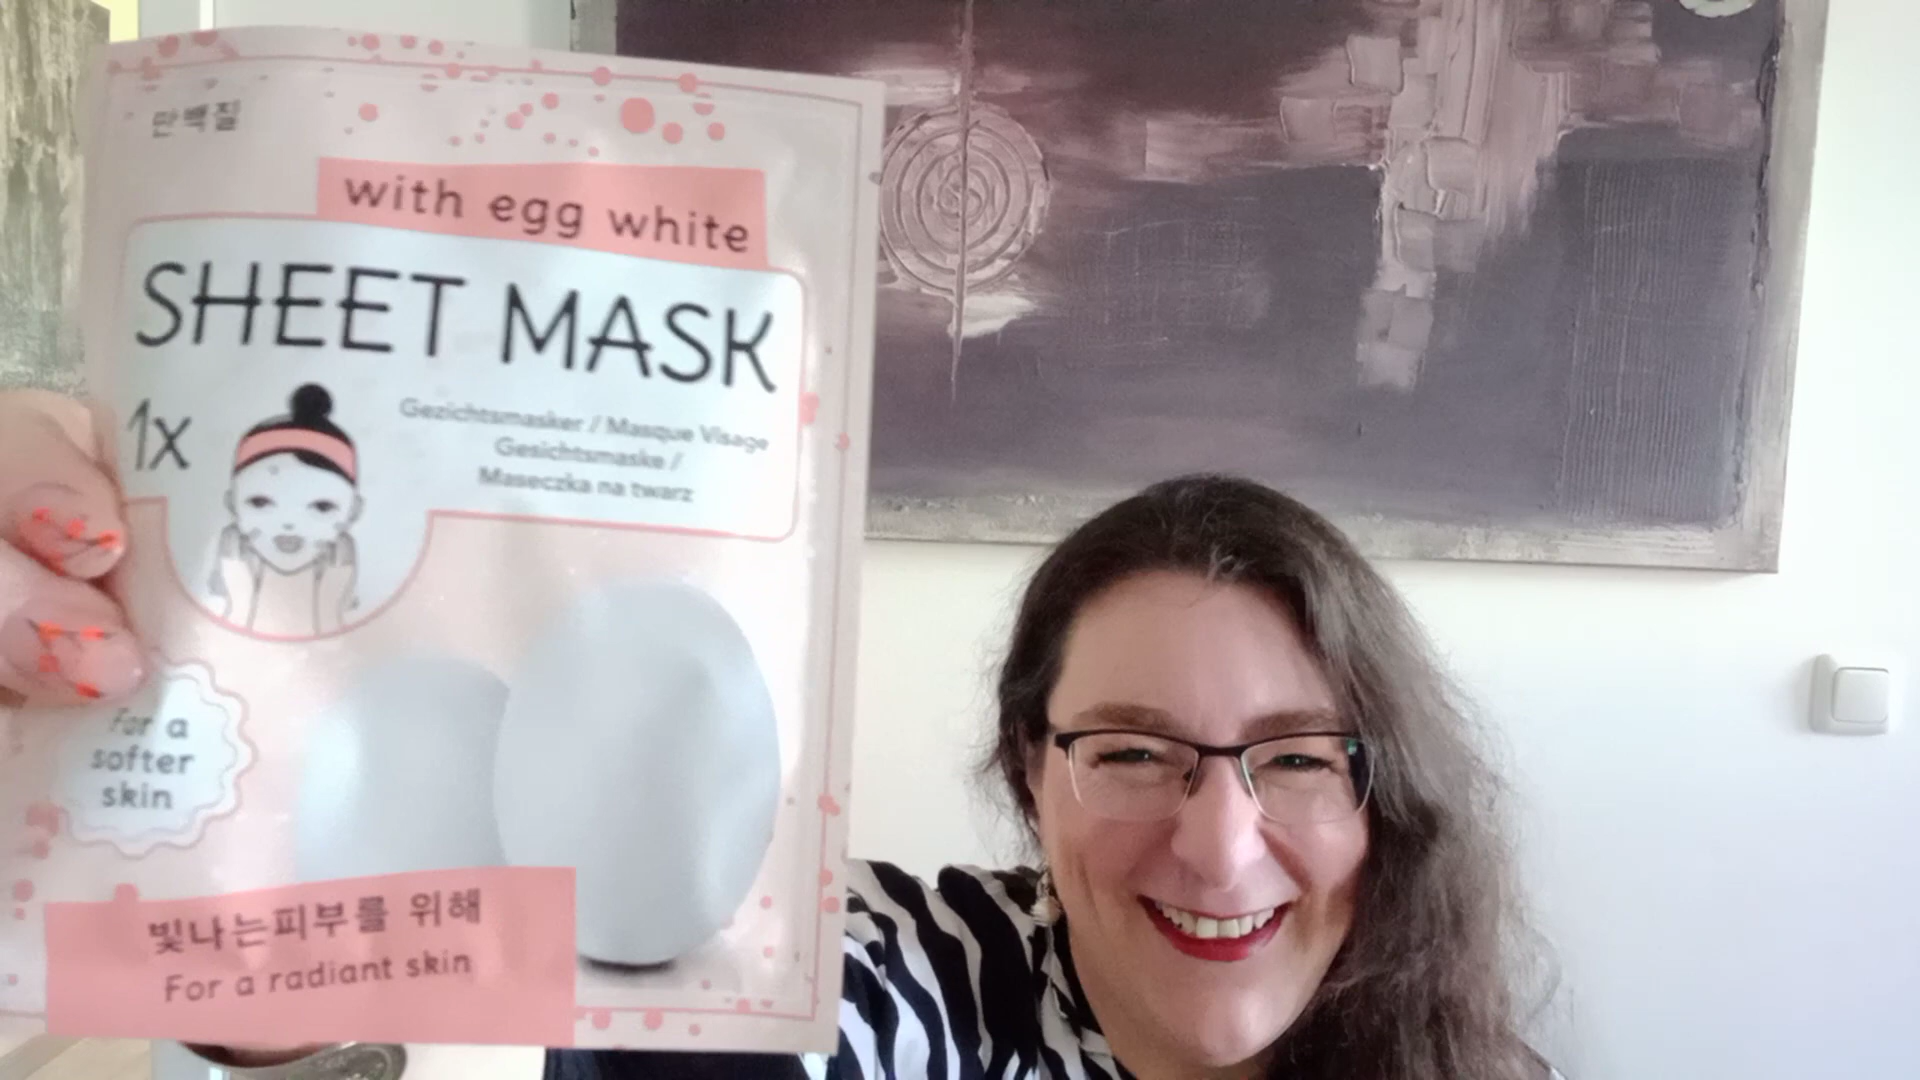 단백질
with egg white
SHEET MASK
1x
Gezichtsmasker / Masque Visage
Gesichtsmaske /
Maseczka na twarz
For a
softer
skin
빛나는피부를 위해
For a radiant skin